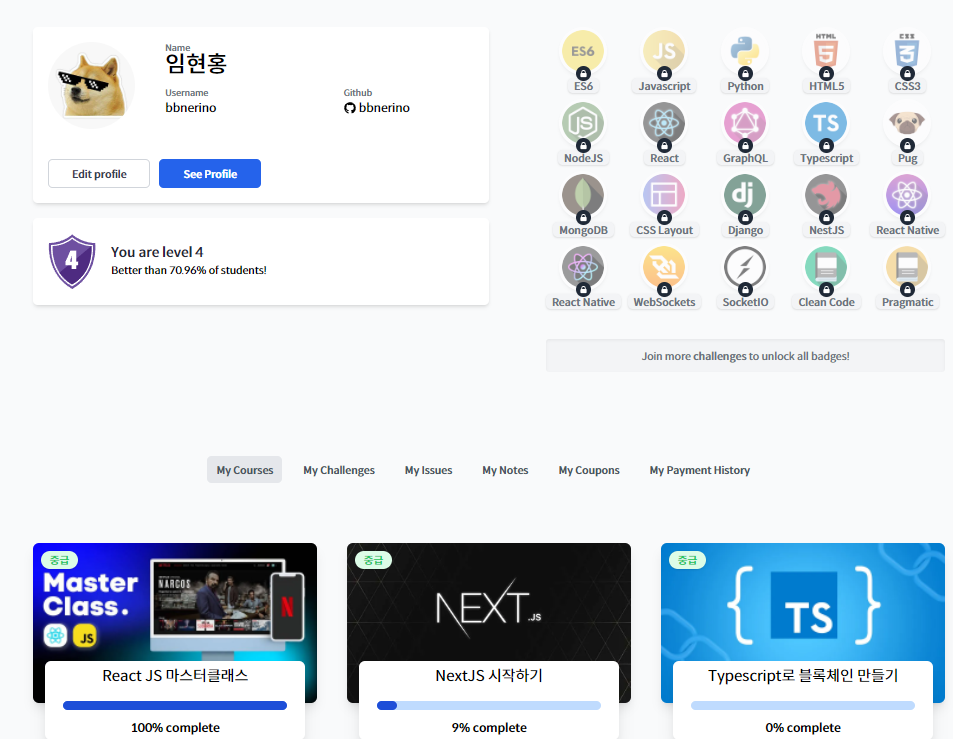 Name
임현홍
Username
bbnerino
Github
bbnerino
Edit profile
See Profile
4
You are level 4
Better than 70.96% of students!
ES6
JS
HTML
5
CSS
3
ES6
Javascript
Python
HTML5
CSS3
JS
TS
NodeJS
React
GraphQL
Typescript
Pug
dj
MongoDB
CSS Layout
Django
NestJS
React Native
React Native
WebSockets
SocketIO
Clean Code
Pragmatic
Join more challenges to unlock all badges!
My Courses
My Challenges
My Issues
My Notes
My Coupons
My Payment History
중급
Master
Class.
JS
NARCOS
N
React JS 마스터클래스
100% complete
중급
NEXT.JS
NextJS 시작하기
9% complete
중급
{ TS }
Typescript로 블록체인 만들기
0% complete